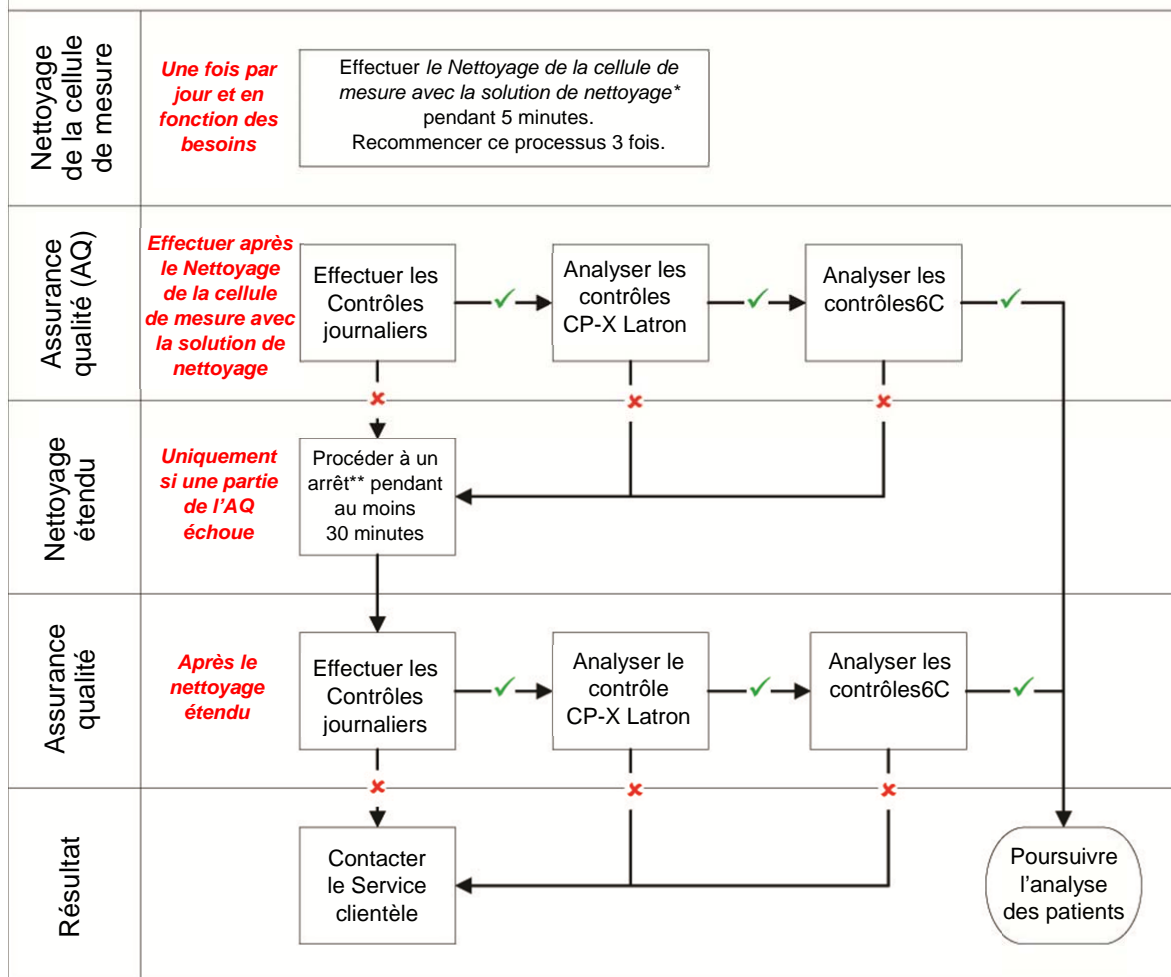 Nettoyage
de la cellule
de mesure
Une fois par
jour et en
fonction des
besoins
Effectuer le Nettoyage de la cellule de
mesure avec la solution de nettoyage*
pendant 5 minutes.
Recommencer ce processus 3 fois.
Assurance
qualité (AQ)
Effectuer après
le Nettoyage
de la cellule
de mesure avec
la solution de
nettoyage
Effectuer les
Contrôles
journaliers
Analyser les
contrôles
CP-X Latron
Analyser les
contrôles6C
Nettoyage
étendu
Uniquement
si une partie
de l’AQ
échoue
Procéder à un
arrêt** pendant
au moins
30 minutes
Assurance
qualité
Après le
nettoyage
étendu
Effectuer les
Contrôles
journaliers
Analyser le
contrôle
CP-X Latron
Analyser les
contrôles6C
Résultat
Contacter
le Service
clientèle
Poursuivre
l’analyse
des patients